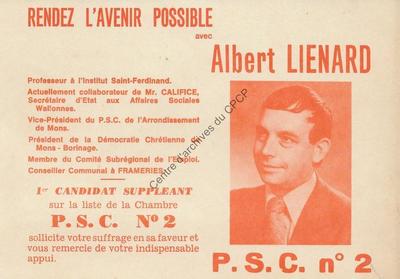 RENDEZ L'AVENIR POSSIBLE
avec
Albert LIENARD
Professeur à l'Institut Saint-Ferdinand.
Actuellement collaborateur de Mr. CALIFICE,
Secrétaire d'Etat aux Affaires Sociales
Wallonnes.
Vice-Président du P.S.C. de l'Arrondissement
de Mons.
Président de la Démocratie Chrétienne de
Mons - Borinage.
Membre du Comité Subrégional de l'Emploi.
Conseiller Communal à FRAMERIES.
1er CANDIDAT SUPPLEANT
sur la liste de la Chambre
P. S. C. No 2
sollicite votre suffrage en sa faveur et
vous remercie de votre indispensable
appui.
P. S. C. n° 2
Centre d'archives du CPCP